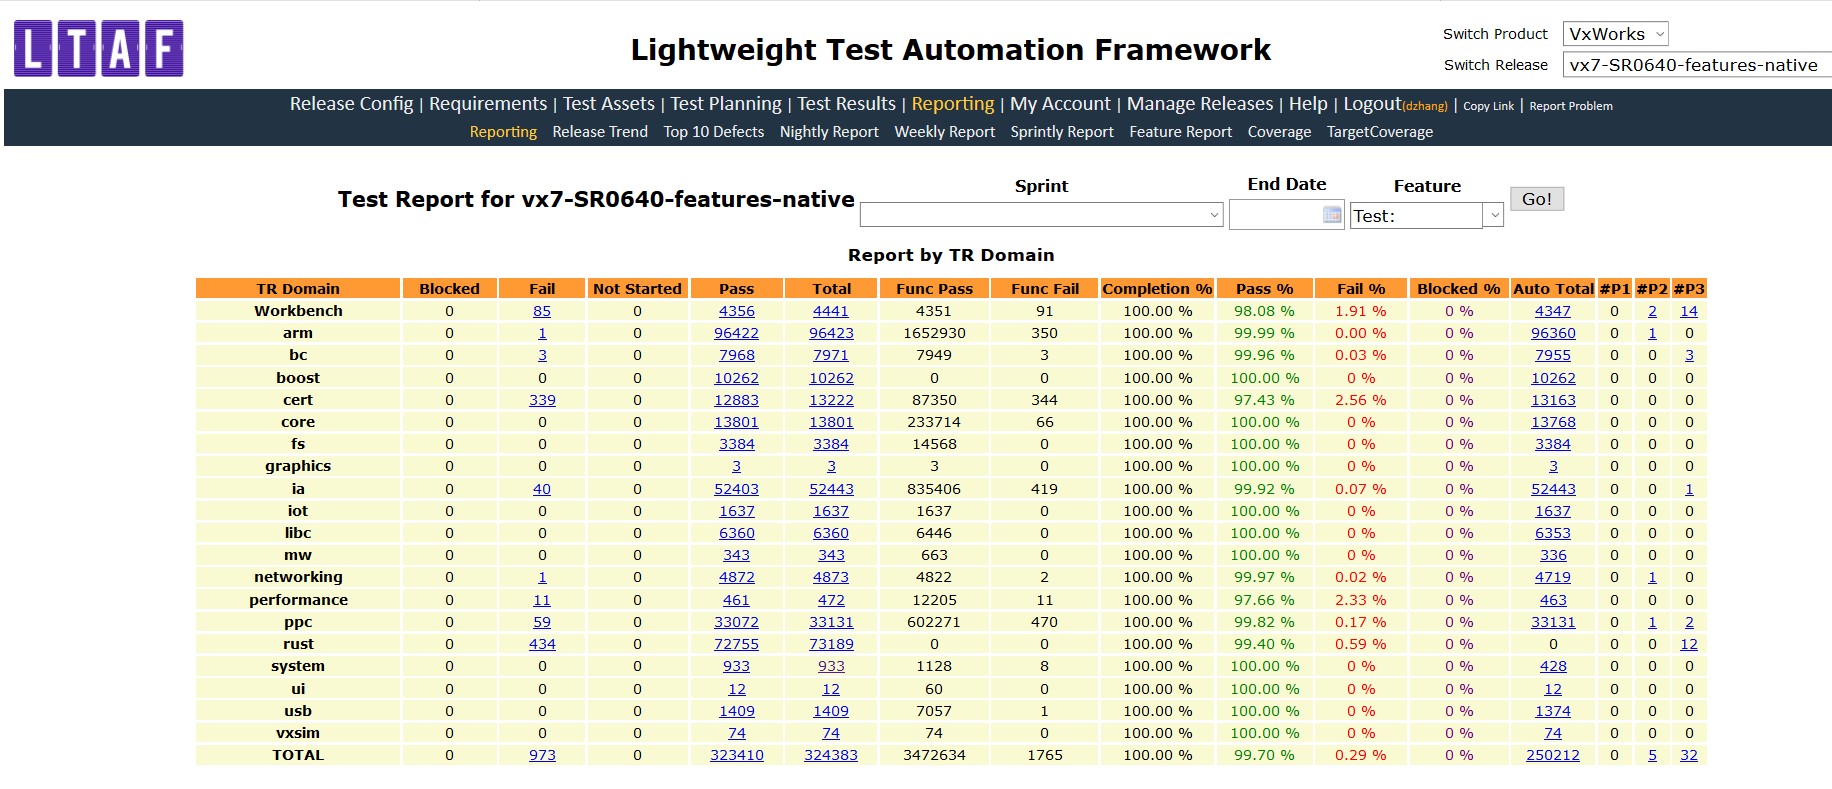 LTAF
Lightweight Test Automation Framework
Switch Product VxWorks
Switch Release vx7-SR0640-features-native
Release Config | Requirements | Test Assets | Test Planning | Test Results | Reporting | My Account | Manage Releases | Help | Logout(dzhang) | Copy Link | Report Problem
Reporting Release Trend Top 10 Defects Nightly Report Weekly Report Sprintly Report Feature Report Coverage TargetCoverage
Sprint End Date Feature
Test Report for vx7-SR0640-features-native Test: Go!
Report by TR Domain
TR Domain Blocked Fail Not Started Pass Total Func Pass Func Fail Completion % Pass % Fail % Blocked % Auto Total #P1 #P2 #P3
Workbench 0 85 0 4356 4441 4351 91 100.00 % 98.08 % 1.91 % 0 % 4347 0 2 14
arm 0 1 0 96422 96423 1652930 350 100.00 % 99.99 % 0.00 % 0 % 96360 0 1 0
bc 0 3 0 7968 7971 7949 3 100.00 % 99.96 % 0.03 % 0 % 7955 0 0 3
boost 0 0 0 10262 10262 0 0 100.00 % 100.00 % 0 % 0 % 10262 0 0 0
cert 0 339 0 12883 13222 87350 344 100.00 % 97.43 % 2.56 % 0 % 13163 0 0 0
core 0 0 0 13801 13801 233714 66 100.00 % 100.00 % 0 % 0 % 13768 0 0 0
fs 0 0 0 3384 3384 14568 0 100.00 % 100.00 % 0 % 0 % 3384 0 0 0
graphics 0 0 0 3 3 3 0 100.00 % 100.00 % 0 % 0 % 3 0 0 0
ia 0 40 0 52403 52443 835406 419 100.00 % 99.92 % 0.07 % 0 % 52443 0 0 1
iot 0 0 0 1637 1637 1637 0 100.00 % 100.00 % 0 % 0 % 1637 0 0 0
libc 0 0 0 6360 6360 6446 0 100.00 % 100.00 % 0 % 0 % 6353 0 0 0
mw 0 0 0 343 343 663 0 100.00 % 100.00 % 0 % 0 % 336 0 0 0
networking 0 1 0 4872 4873 4822 2 100.00 % 99.97 % 0.02 % 0 % 4719 0 1 0
performance 0 11 0 461 472 12205 11 100.00 % 97.66 % 2.33 % 0 % 463 0 0 0
ppc 0 59 0 33072 33131 602271 470 100.00 % 99.82 % 0.17 % 0 % 33131 0 1 2
rust 0 434 0 72755 73189 0 0 100.00 % 99.40 % 0.59 % 0 % 0 0 0 12
system 0 0 0 933 933 1128 8 100.00 % 100.00 % 0 % 0 % 428 0 0 0
ui 0 0 0 12 12 60 0 100.00 % 100.00 % 0 % 0 % 12 0 0 0
usb 0 0 0 1409 1409 7057 1 100.00 % 100.00 % 0 % 0 % 1374 0 0 0
vxsim 0 0 0 74 74 74 0 100.00 % 100.00 % 0 % 0 % 74 0 0 0
TOTAL 0 973 0 323410 324383 3472634 1765 100.00 % 99.70 % 0.29 % 0 % 250212 0 5 32